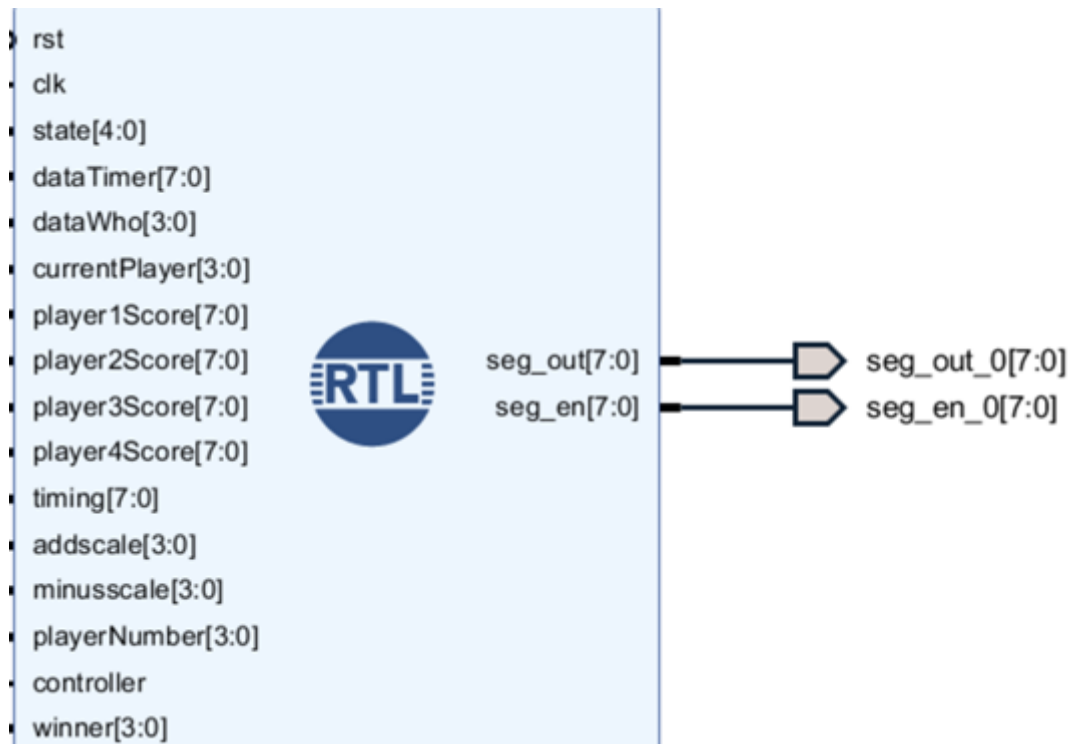 rst
clk
state[4:0]
dataTimer[7:0]
dataWho[3:0]
currentPlayer[3:0]
player1Score[7:0]
player2Score[7:0]
player3Score[7:0]
player4Score[7:0]
timing[7:0]
addscale[3:0]
minusscale[3:0]
playerNumber[3:0]
controller
winner[3:0]
RTL
seg_out[7:0]
seg_en[7:0]
seg_out_0[7:0]
seg_en_0[7:0]